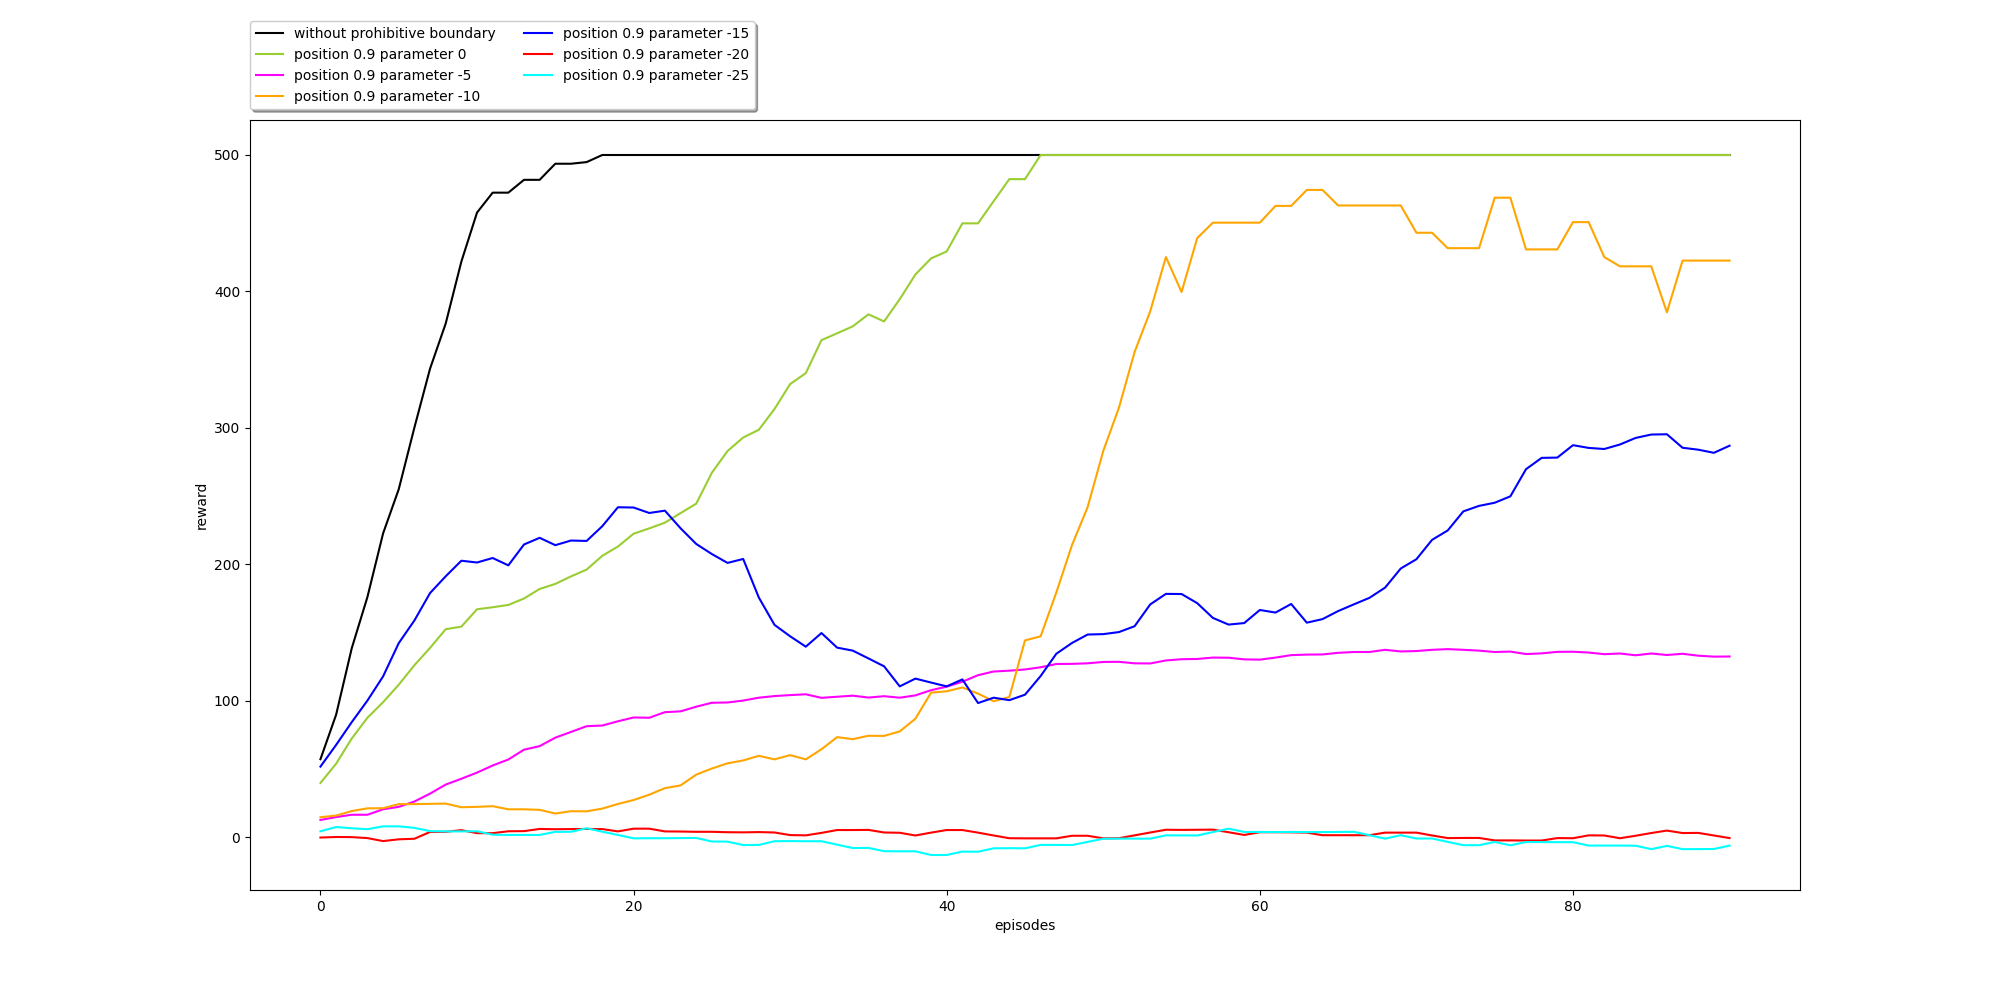 without prohibitive boundary
position 0.9 parameter 0
position 0.9 parameter -5
position 0.9 parameter -10
position 0.9 parameter -15
position 0.9 parameter -20
position 0.9 parameter -25
500
400
300
200
100
0
reward
0 20 40 60 80
episodes